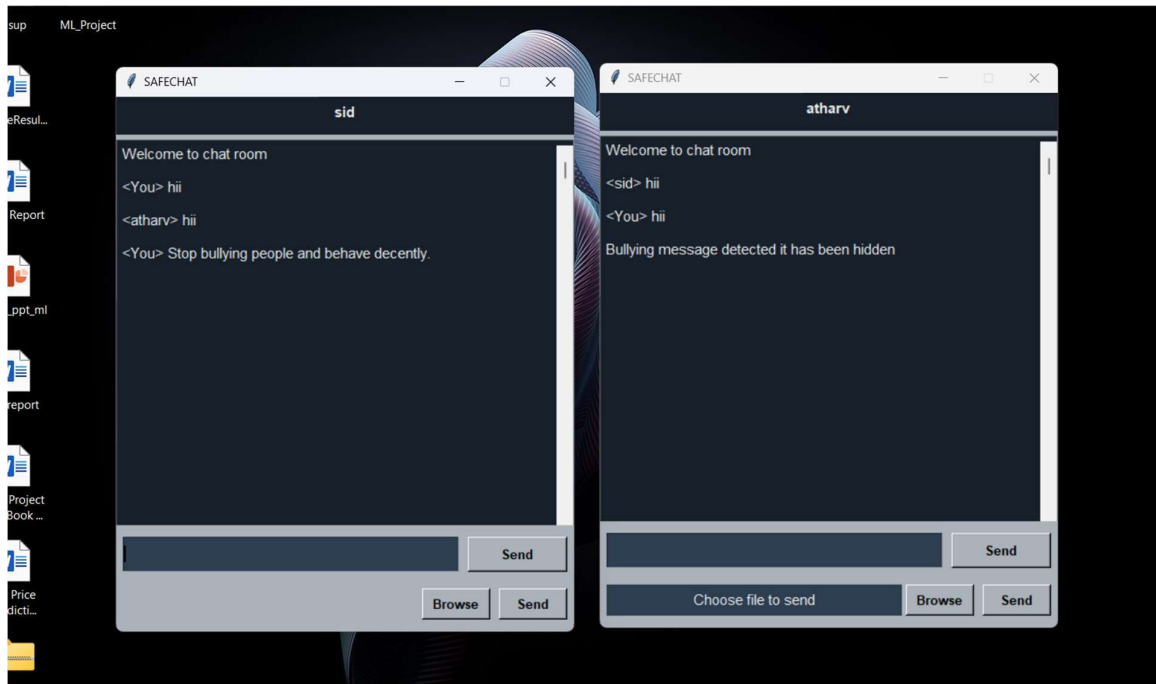 sup
ML_Project
eResul...
Report
_ppt_ml
report
Project
Book ...
Price
dicti...
SAFECHAT
sid
Welcome to chat room
<You> hii
<atharv> hii
<You> Stop bullying people and behave decently.
Send
Browse
Send
SAFECHAT
atharv
Welcome to chat room
<sid> hii
<You> hii
Bullying message detected it has been hidden
Send
Choose file to send
Browse
Send